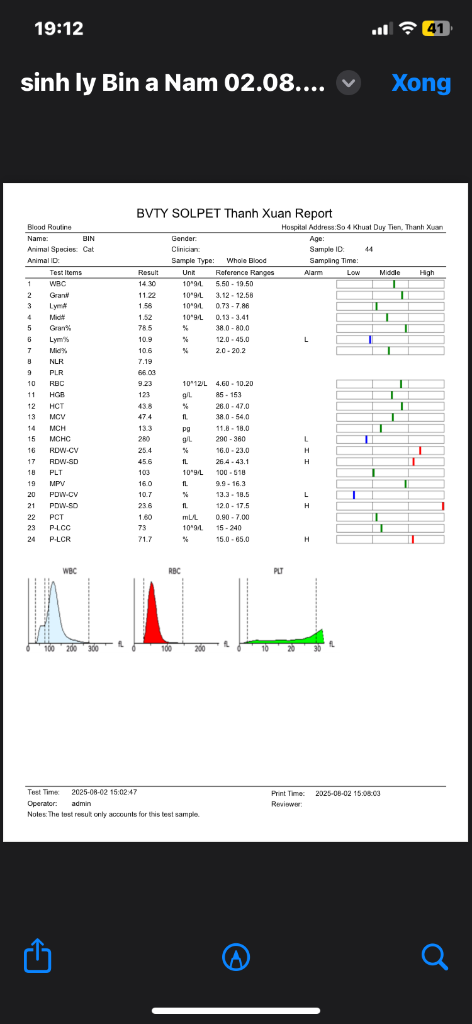 19:12
41
sinh ly Bin a Nam 02.08....
Xong
BVTY SOLPET Thanh Xuan Report
Blood Routine Hospital Address:So 4 Khuat Duy Tien, Thanh Xuan
Name: BIN Gender: Age:
Animal Species: Cat Clinician: Sample ID: 44
Animal ID: Sample Type: Whole Blood Sampling Time:
Test Items Result Unit Reference Ranges Alarm Low Middle High
1 WBC 14.30 10^9/L 5.50 - 19.50
2 Gran# 11.22 10^9/L 3.12 - 12.58
3 Lym# 1.56 10^9/L 0.73 - 7.86
4 Mid# 1.52 10^9/L 0.13 - 3.41
5 Gran% 78.5 % 38.0 - 80.0
6 Lym% 10.9 % 12.0 - 45.0 L
7 Mid% 10.6 % 2.0 - 20.2
8 NLR 7.19
9 PLR 66.03
10 RBC 9.23 10^12/L 4.60 - 10.20
11 HGB 123 g/L 85 - 153
12 HCT 43.8 % 26.0 - 47.0
13 MCV 47.4 fL 38.0 - 54.0
14 MCH 13.3 pg 11.8 - 18.0
15 MCHC 280 g/L 290 - 360 L
16 RDW-CV 25.4 % 16.0 - 23.0 H
17 RDW-SD 45.6 fL 26.4 - 43.1 H
18 PLT 103 10^9/L 100 - 518
19 MPV 16.0 fL 9.9 - 16.3
20 PDW-CV 10.7 % 13.3 - 18.5 L
21 PDW-SD 23.6 fL 12.0 - 17.5 H
22 PCT 1.60 mL/L 0.90 - 7.00
23 P-LCC 73 10^9/L 15 - 240
24 P-LCR 71.7 % 15.0 - 65.0 H
WBC RBC PLT
0 100 200 300 fL 0 100 200 fL 0 10 20 30 fL
Test Time: 2025-08-02 15:02:47 Print Time: 2025-08-02 15:08:03
Operator: admin Reviewer:
Notes:The test result only accounts for this test sample.